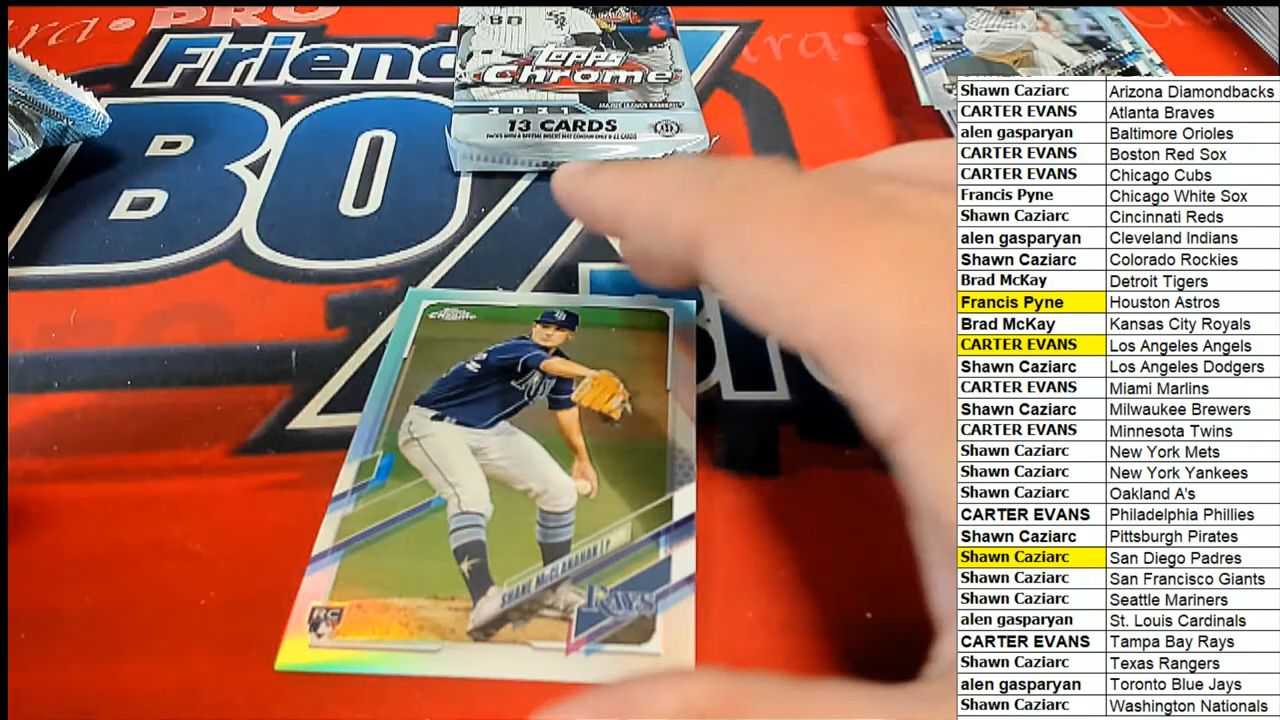 PRO
Friend
BO
Topps
Chrome
2021
MAJOR LEAGUE BASEBALL
13 CARDS
Topps
Chrome
SHANE McCLANAHAN LP
RAYS
RC
Shawn Caziarc Arizona Diamondbacks
CARTER EVANS Atlanta Braves
alen gasparyan Baltimore Orioles
CARTER EVANS Boston Red Sox
CARTER EVANS Chicago Cubs
Francis Pyne Chicago White Sox
Shawn Caziarc Cincinnati Reds
alen gasparyan Cleveland Indians
Shawn Caziarc Colorado Rockies
Brad McKay Detroit Tigers
Francis Pyne Houston Astros
Brad McKay Kansas City Royals
CARTER EVANS Los Angeles Angels
Shawn Caziarc Los Angeles Dodgers
CARTER EVANS Miami Marlins
Shawn Caziarc Milwaukee Brewers
CARTER EVANS Minnesota Twins
Shawn Caziarc New York Mets
Shawn Caziarc New York Yankees
Shawn Caziarc Oakland A's
CARTER EVANS Philadelphia Phillies
Shawn Caziarc Pittsburgh Pirates
Shawn Caziarc San Diego Padres
Shawn Caziarc San Francisco Giants
Shawn Caziarc Seattle Mariners
alen gasparyan St. Louis Cardinals
CARTER EVANS Tampa Bay Rays
Shawn Caziarc Texas Rangers
alen gasparyan Toronto Blue Jays
Shawn Caziarc Washington Nationals